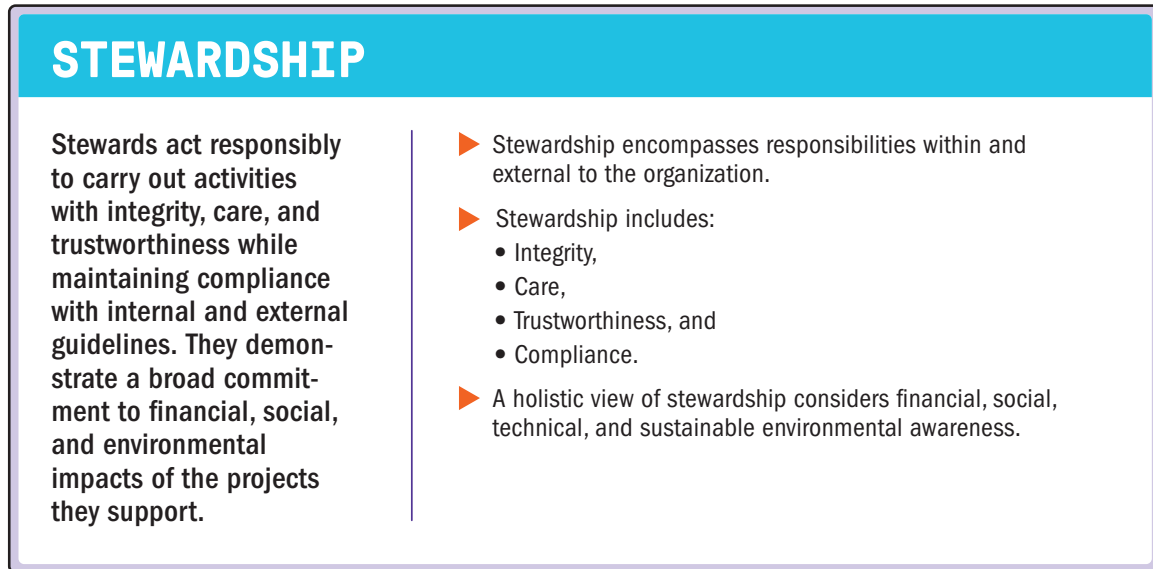 STEWARDSHIP
Stewards act responsibly
to carry out activities
with integrity, care, and
trustworthiness while
maintaining compliance
with internal and external
guidelines. They demon-
strate a broad commit-
ment to financial, social,
and environmental
impacts of the projects
they support.
Stewardship encompasses responsibilities within and
external to the organization.
Stewardship includes:
• Integrity,
• Care,
• Trustworthiness, and
• Compliance.
A holistic view of stewardship considers financial, social,
technical, and sustainable environmental awareness.